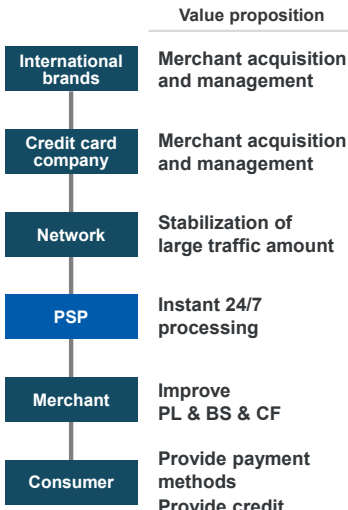 Value proposition
International
brands
Merchant acquisition
and management
Credit card
company
Merchant acquisition
and management
Network
Stabilization of
large traffic amount
PSP
Instant 24/7
processing
Merchant
Improve
PL & BS & CF
Consumer
Provide payment
methods
Provide credit